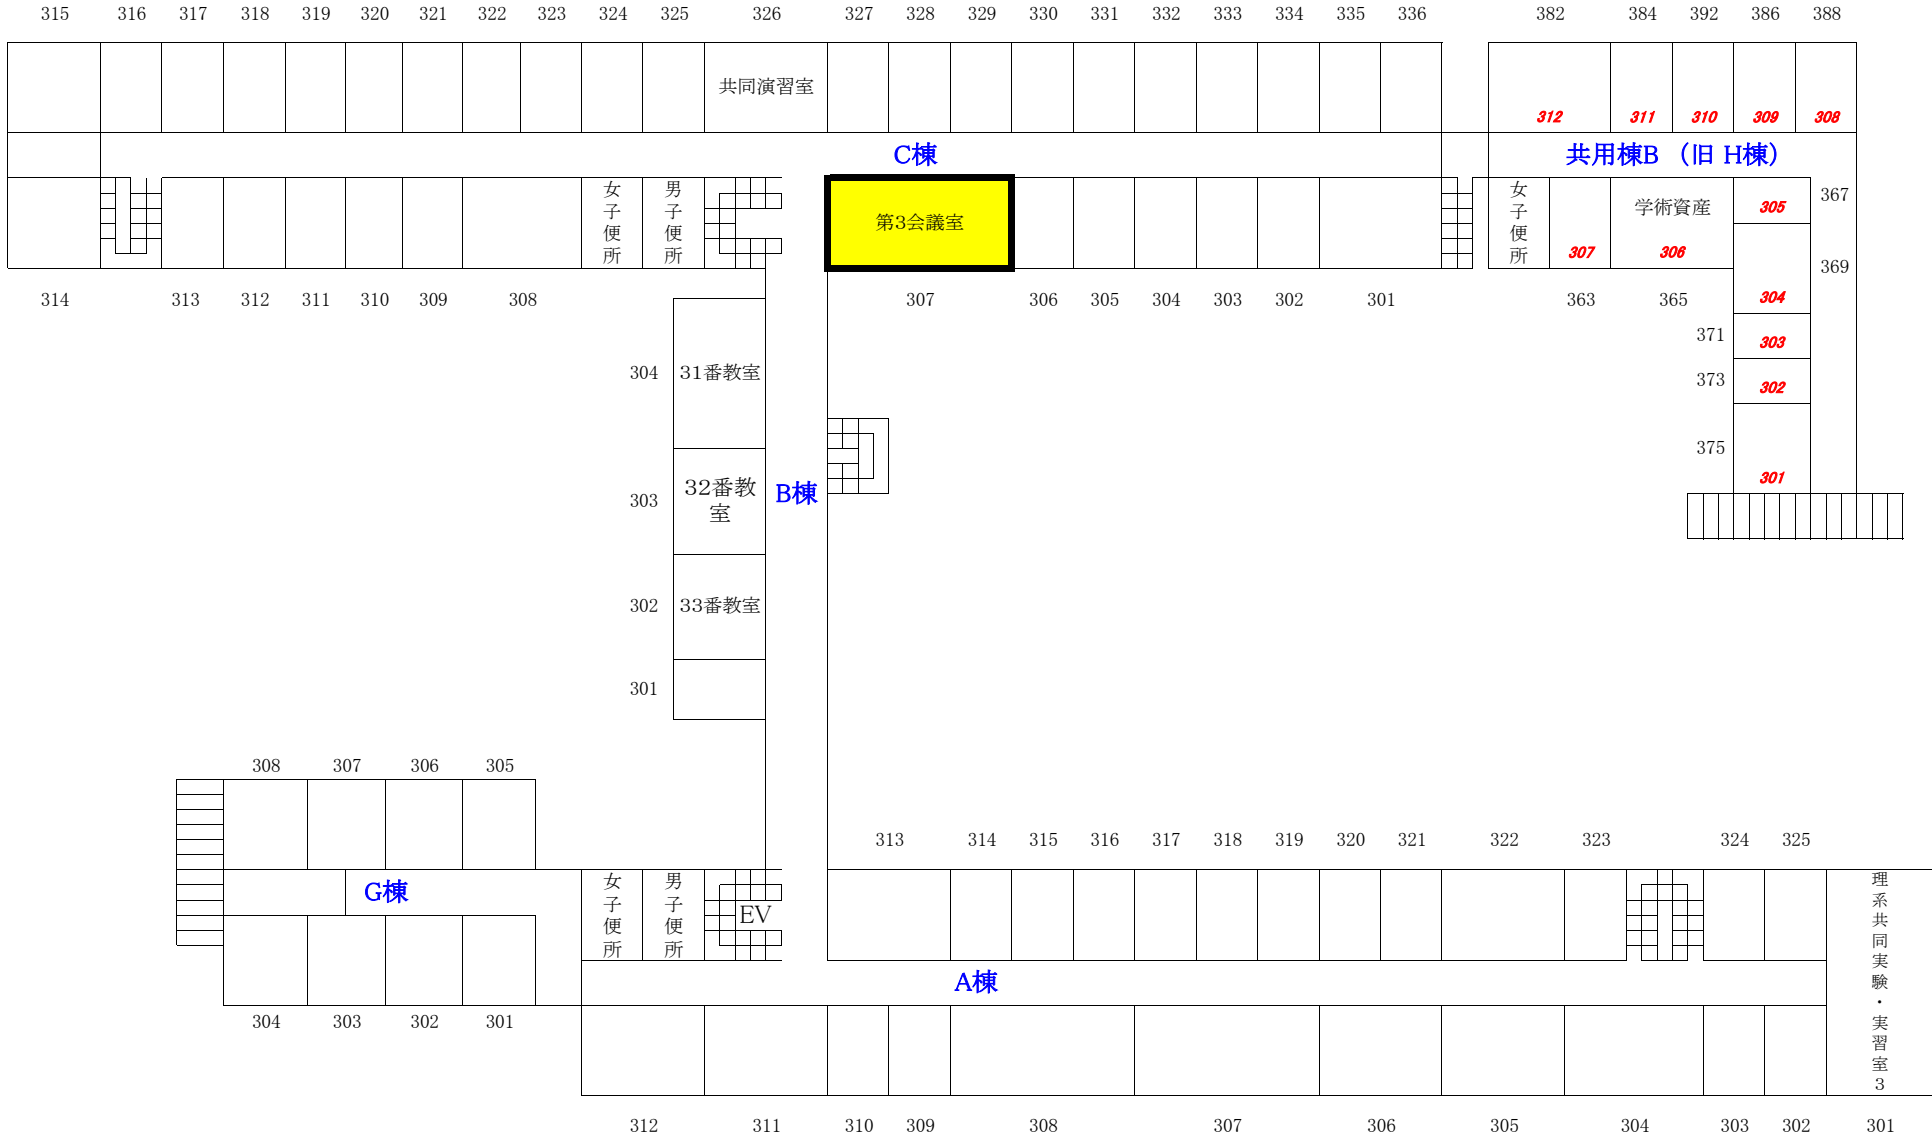 315 316 317 318 319 320 321 322 323 324 325 326 327 328 329 330 331 332 333 334 335 336 382 384 392 386 388
共同演習室
312 311 310 309 308
C棟 共用棟B (旧 H棟)
女子便所
男子便所
第3会議室
女子便所
307
学術資産
306
305
367
369
304
314 313 312 311 310 309 308 307 306 305 304 303 302 301 363 365
371 303
373 302
375
301
304 31番教室
303 32番教
室
B棟
302 33番教室
301
308 307 306 305
G棟
304 303 302 301
女子便所
男子便所
EV
313 314 315 316 317 318 319 320 321 322 323 324 325
A棟
理系共同実験・実習室3
312 311 310 309 308 307 306 305 304 303 302 301